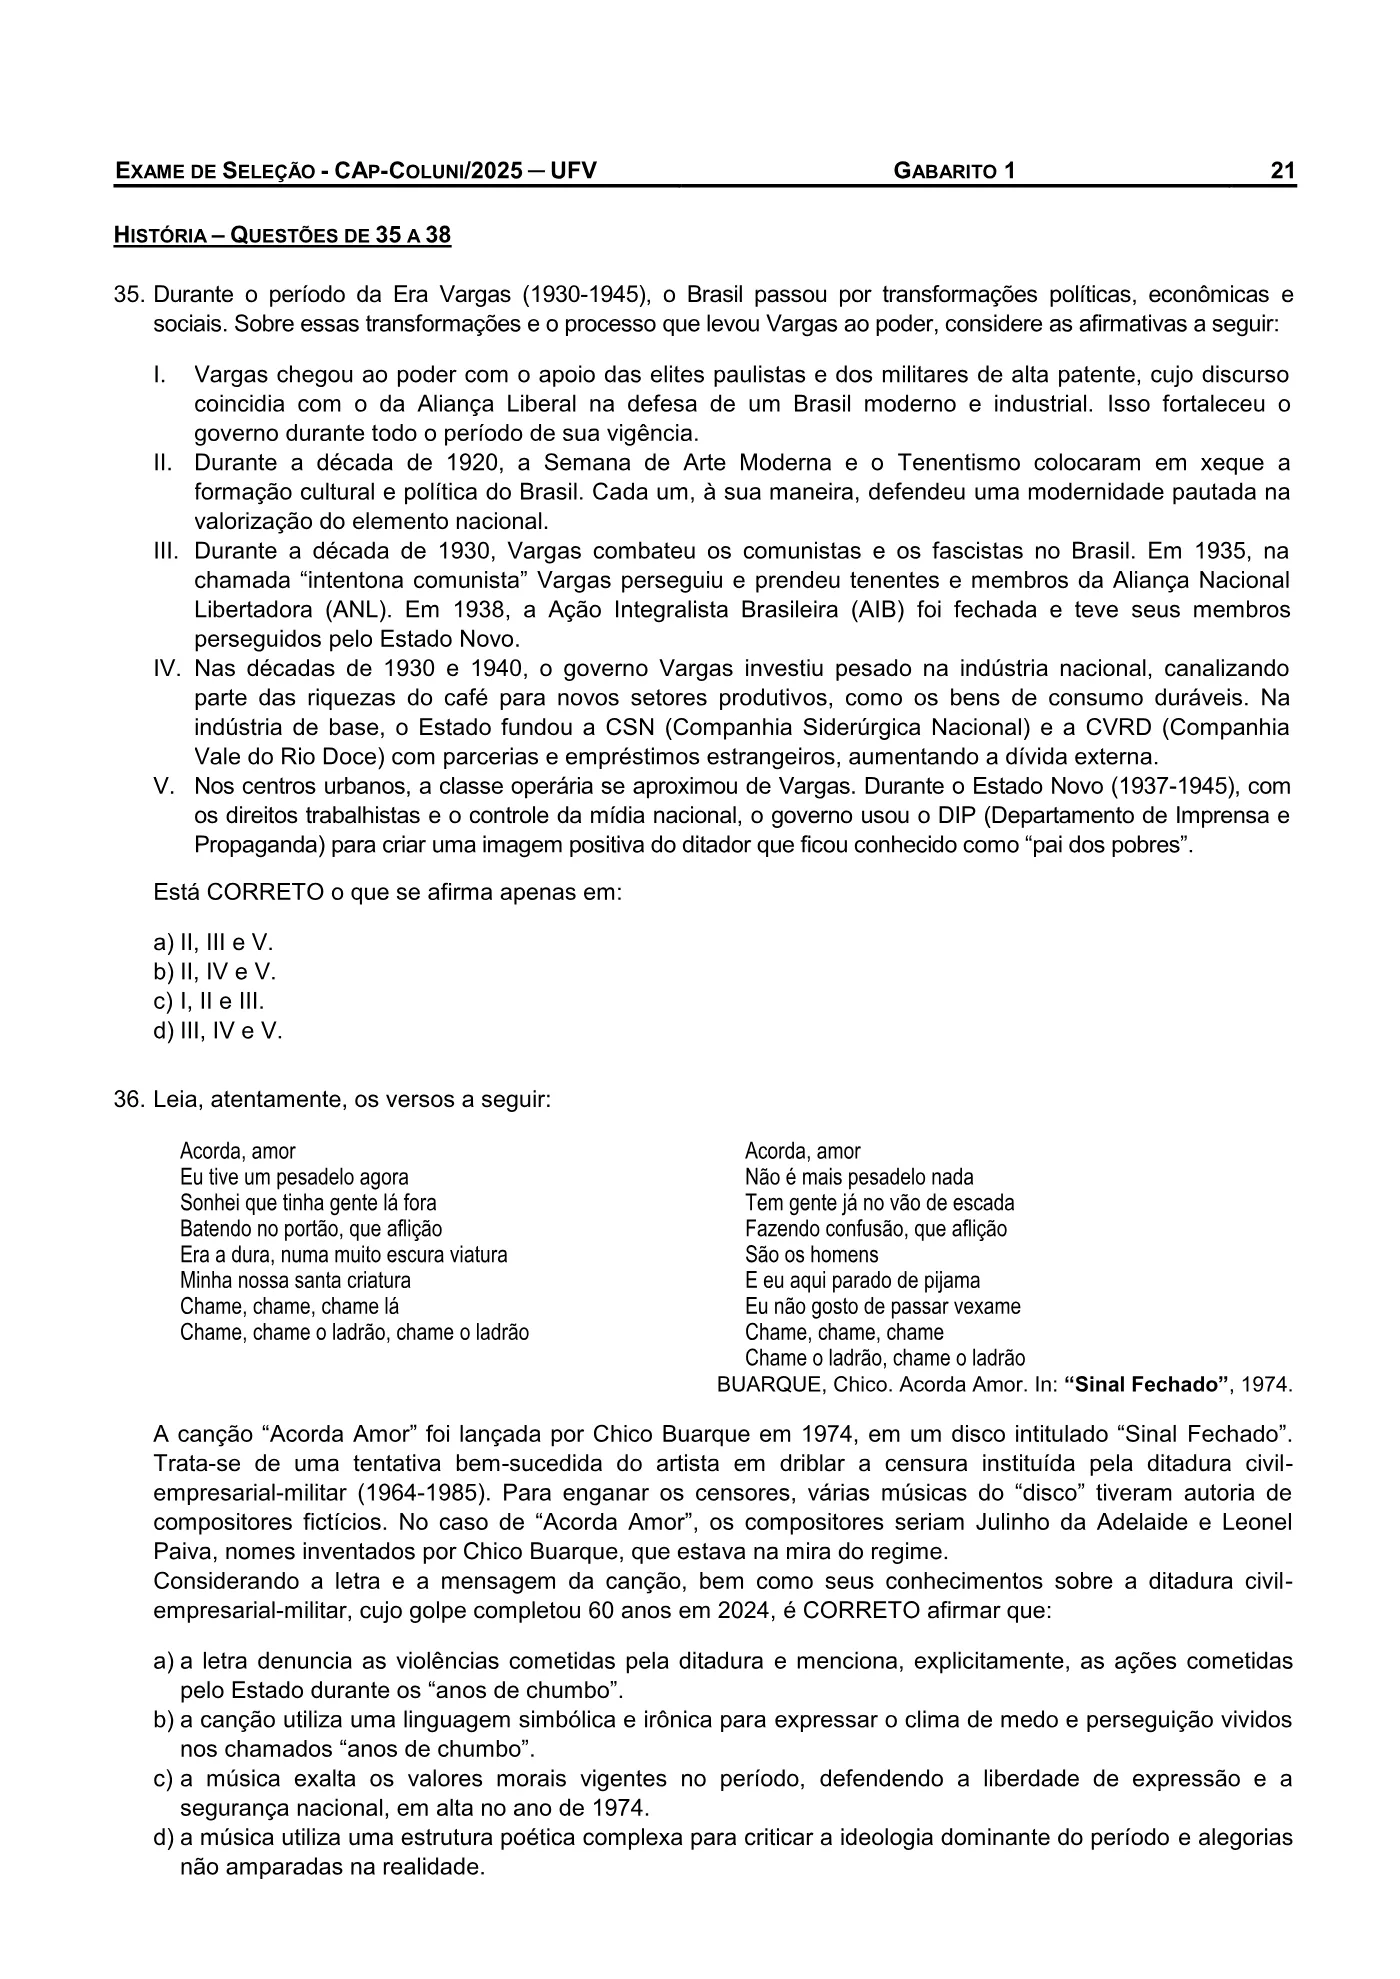 EXAME DE SELEÇÃO - CAP-COLUNI/2025 — UFV GABARITO 1 21
HISTÓRIA – QUESTÕES DE 35 A 38
35. Durante o período da Era Vargas (1930-1945), o Brasil passou por transformações políticas, econômicas e
sociais. Sobre essas transformações e o processo que levou Vargas ao poder, considere as afirmativas a seguir:
I. Vargas chegou ao poder com o apoio das elites paulistas e dos militares de alta patente, cujo discurso
coincidia com o da Aliança Liberal na defesa de um Brasil moderno e industrial. Isso fortaleceu o
governo durante todo o período de sua vigência.
II. Durante a década de 1920, a Semana de Arte Moderna e o Tenentismo colocaram em xeque a
formação cultural e política do Brasil. Cada um, à sua maneira, defendeu uma modernidade pautada na
valorização do elemento nacional.
III. Durante a década de 1930, Vargas combateu os comunistas e os fascistas no Brasil. Em 1935, na
chamada “intentona comunista” Vargas perseguiu e prendeu tenentes e membros da Aliança Nacional
Libertadora (ANL). Em 1938, a Ação Integralista Brasileira (AIB) foi fechada e teve seus membros
perseguidos pelo Estado Novo.
IV. Nas décadas de 1930 e 1940, o governo Vargas investiu pesado na indústria nacional, canalizando
parte das riquezas do café para novos setores produtivos, como os bens de consumo duráveis. Na
indústria de base, o Estado fundou a CSN (Companhia Siderúrgica Nacional) e a CVRD (Companhia
Vale do Rio Doce) com parcerias e empréstimos estrangeiros, aumentando a dívida externa.
V. Nos centros urbanos, a classe operária se aproximou de Vargas. Durante o Estado Novo (1937-1945), com
os direitos trabalhistas e o controle da mídia nacional, o governo usou o DIP (Departamento de Imprensa e
Propaganda) para criar uma imagem positiva do ditador que ficou conhecido como “pai dos pobres”.
Está CORRETO o que se afirma apenas em:
a) II, III e V.
b) II, IV e V.
c) I, II e III.
d) III, IV e V.
36. Leia, atentamente, os versos a seguir:
Acorda, amor
Eu tive um pesadelo agora
Sonhei que tinha gente lá fora
Batendo no portão, que aflição
Era a dura, numa muito escura viatura
Minha nossa santa criatura
Chame, chame, chame lá
Chame, chame o ladrão, chame o ladrão
Acorda, amor
Não é mais pesadelo nada
Tem gente já no vão de escada
Fazendo confusão, que aflição
São os homens
E eu aqui parado de pijama
Eu não gosto de passar vexame
Chame, chame, chame
Chame o ladrão, chame o ladrão
BUARQUE, Chico. Acorda Amor. In: “Sinal Fechado”, 1974.
A canção “Acorda Amor” foi lançada por Chico Buarque em 1974, em um disco intitulado “Sinal Fechado”.
Trata-se de uma tentativa bem-sucedida do artista em driblar a censura instituída pela ditadura civil-
empresarial-militar (1964-1985). Para enganar os censores, várias músicas do “disco” tiveram autoria de
compositores fictícios. No caso de “Acorda Amor”, os compositores seriam Julinho da Adelaide e Leonel
Paiva, nomes inventados por Chico Buarque, que estava na mira do regime.
Considerando a letra e a mensagem da canção, bem como seus conhecimentos sobre a ditadura civil-
empresarial-militar, cujo golpe completou 60 anos em 2024, é CORRETO afirmar que:
a) a letra denuncia as violências cometidas pela ditadura e menciona, explicitamente, as ações cometidas
pelo Estado durante os “anos de chumbo”.
b) a canção utiliza uma linguagem simbólica e irônica para expressar o clima de medo e perseguição vividos
nos chamados “anos de chumbo”.
c) a música exalta os valores morais vigentes no período, defendendo a liberdade de expressão e a
segurança nacional, em alta no ano de 1974.
d) a música utiliza uma estrutura poética complexa para criticar a ideologia dominante do período e alegorias
não amparadas na realidade.